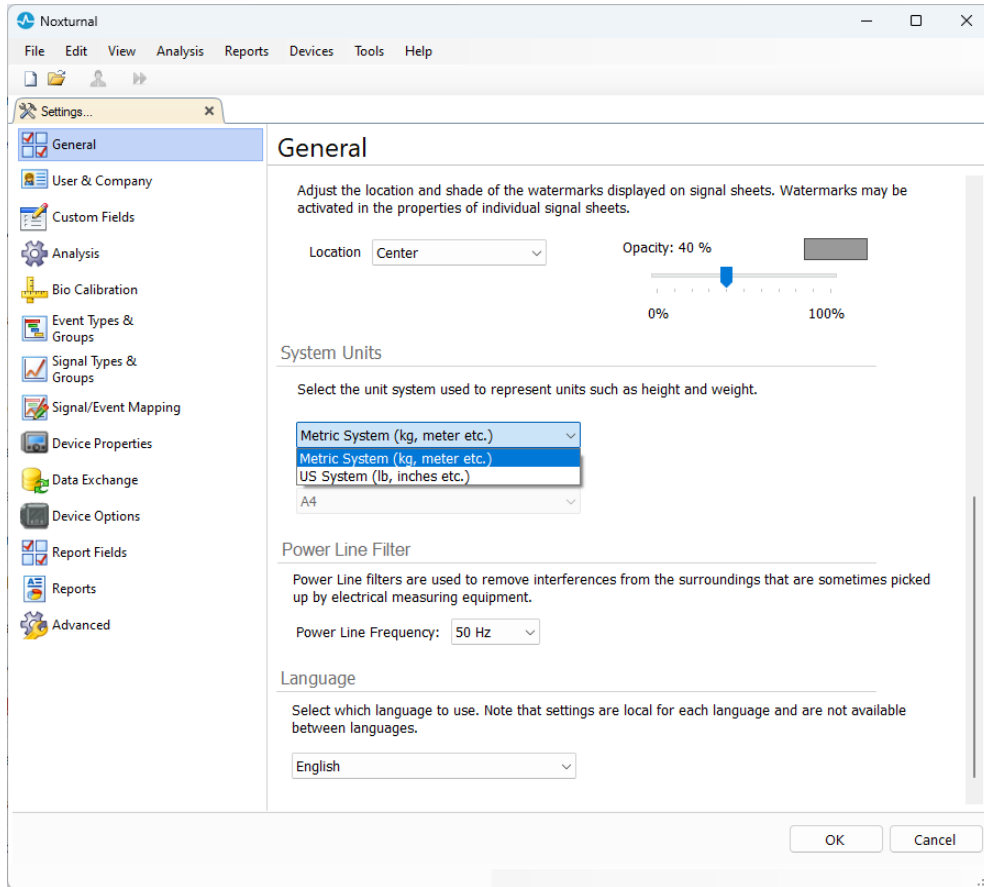 Noxturnal
File Edit View Analysis Reports Devices Tools Help
Settings...
General
User & Company
Custom Fields
Analysis
Bio Calibration
Event Types &
Groups
Signal Types &
Groups
Signal/Event Mapping
Device Properties
Data Exchange
Device Options
Report Fields
Reports
Advanced
General
Adjust the location and shade of the watermarks displayed on signal sheets. Watermarks may be
activated in the properties of individual signal sheets.
Location Center
Opacity: 40 %
0% 100%
System Units
Select the unit system used to represent units such as height and weight.
Metric System (kg, meter etc.)
Metric System (kg, meter etc.)
US System (lb, inches etc.)
A4
Power Line Filter
Power Line filters are used to remove interferences from the surroundings that are sometimes picked
up by electrical measuring equipment.
Power Line Frequency: 50 Hz
Language
Select which language to use. Note that settings are local for each language and are not available
between languages.
English
OK Cancel